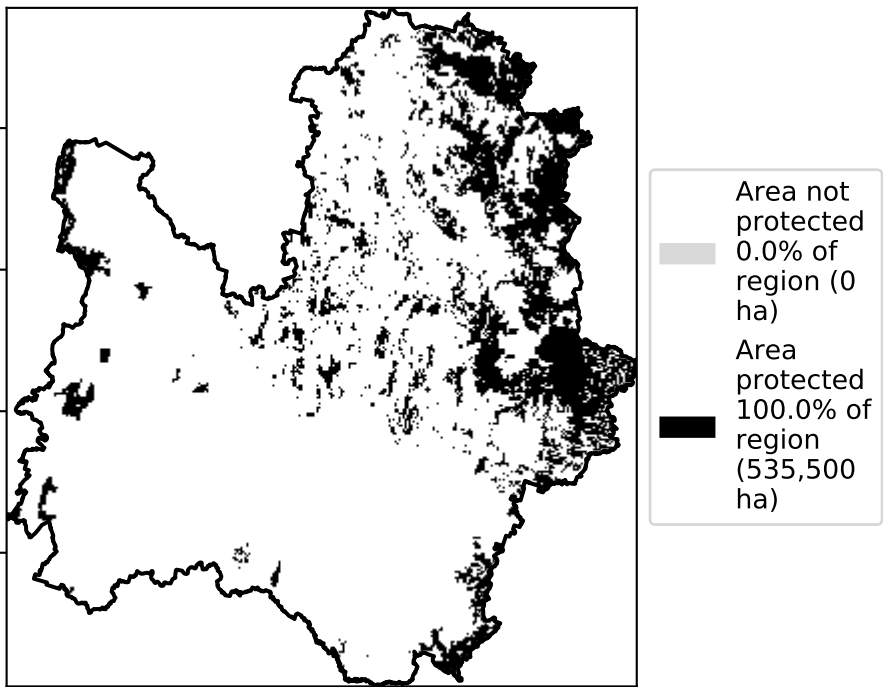 Area not
protected
0.0% of
region (0
ha)
Area
protected
100.0% of
region
(535,500
ha)